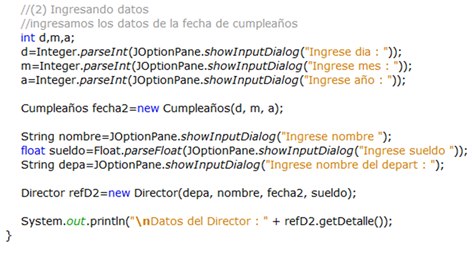 //(2) Ingresando datos
//ingresamos los datos de la fecha de cumpleaños
int d,m,a;
d=Integer.parseInt(JOptionPane.showInputDialog("Ingrese dia : "));
m=Integer.parseInt(JOptionPane.showInputDialog("Ingrese mes : "));
a=Integer.parseInt(JOptionPane.showInputDialog("Ingrese año : "));
Cumpleaños fecha2=new Cumpleaños(d, m, a);
String nombre=JOptionPane.showInputDialog("Ingrese nombre ");
float sueldo=Float.parseFloat(JOptionPane.showInputDialog("Ingrese sueldo "));
String depa=JOptionPane.showInputDialog("Ingrese nombre del depart : ");
Director refD2=new Director(depa, nombre, fecha2, sueldo);
System.out.println("\nDatos del Director : " + refD2.getDetalle());
}